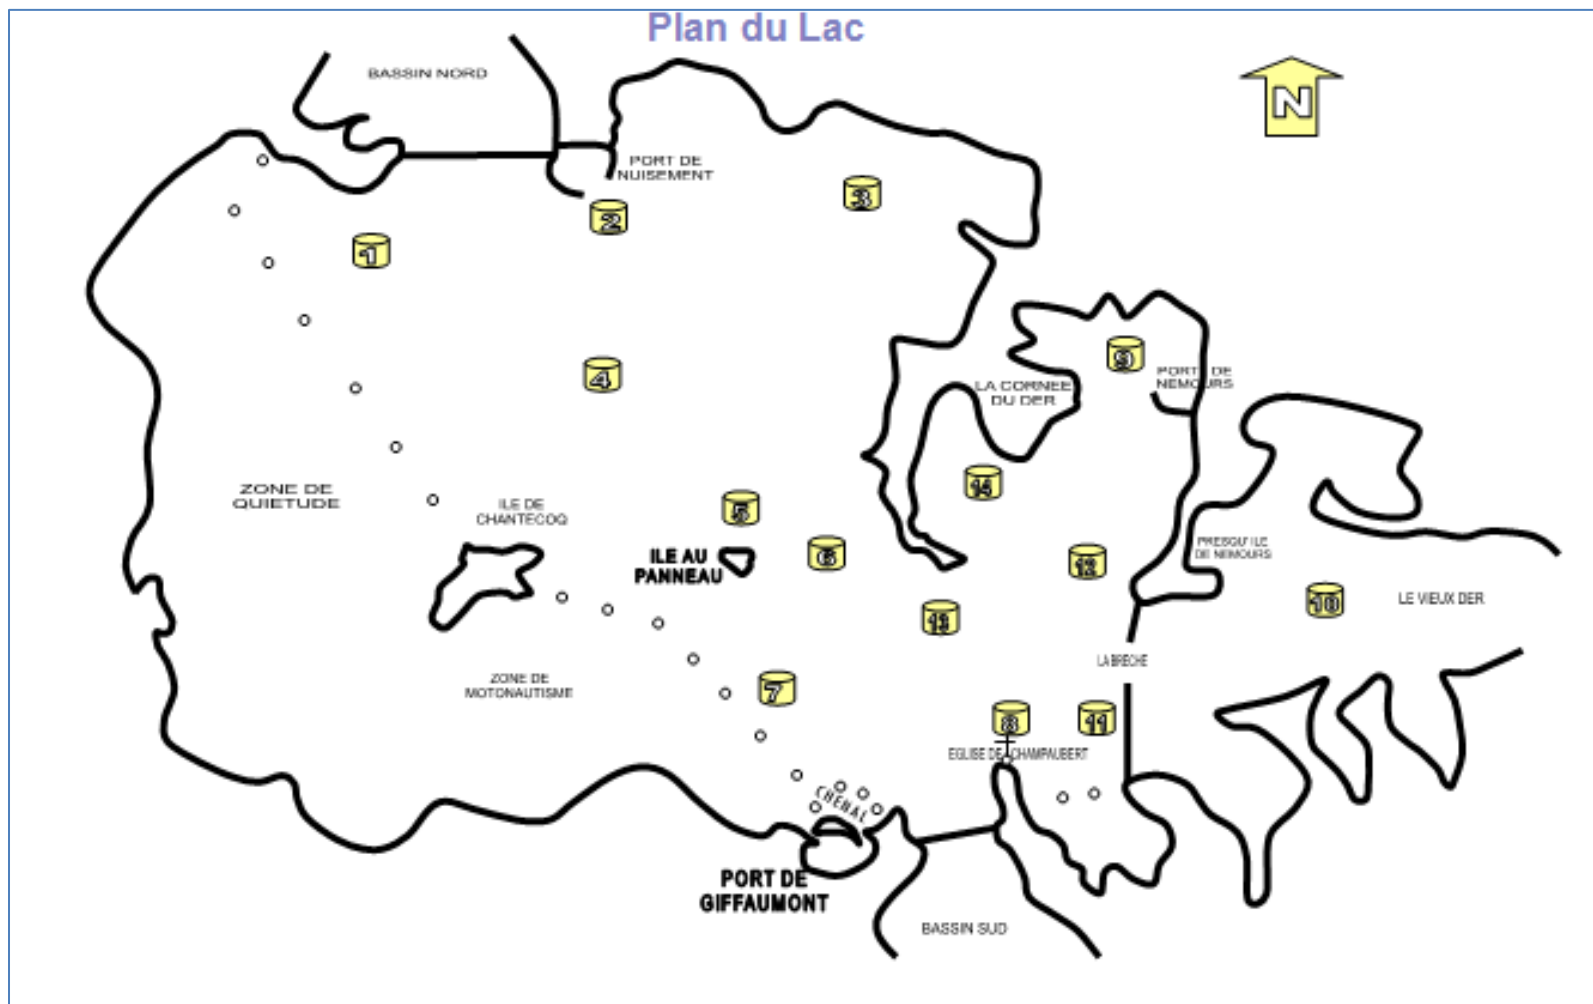 Plan du Lac
BASSIN NORD
N
PORT DE
NUISEMENT
3
2
1
9
PORT DE
NEMOURS
4
LA CORNEE
DU DER
14
ZONE DE
QUIETUDE
ILE DE
CHANTECOQ
5
ILE AU
PANNEAU
6
12
PRESQU'ILE
DE NEMOURS
10
LE VIEUX DER
13
LA BRECHE
ZONE DE
MOTONAUTISME
7
8
11
EGLISE DE CHAMPAUBERT
CHENAL
PORT DE
GIFFAUMONT
BASSIN SUD